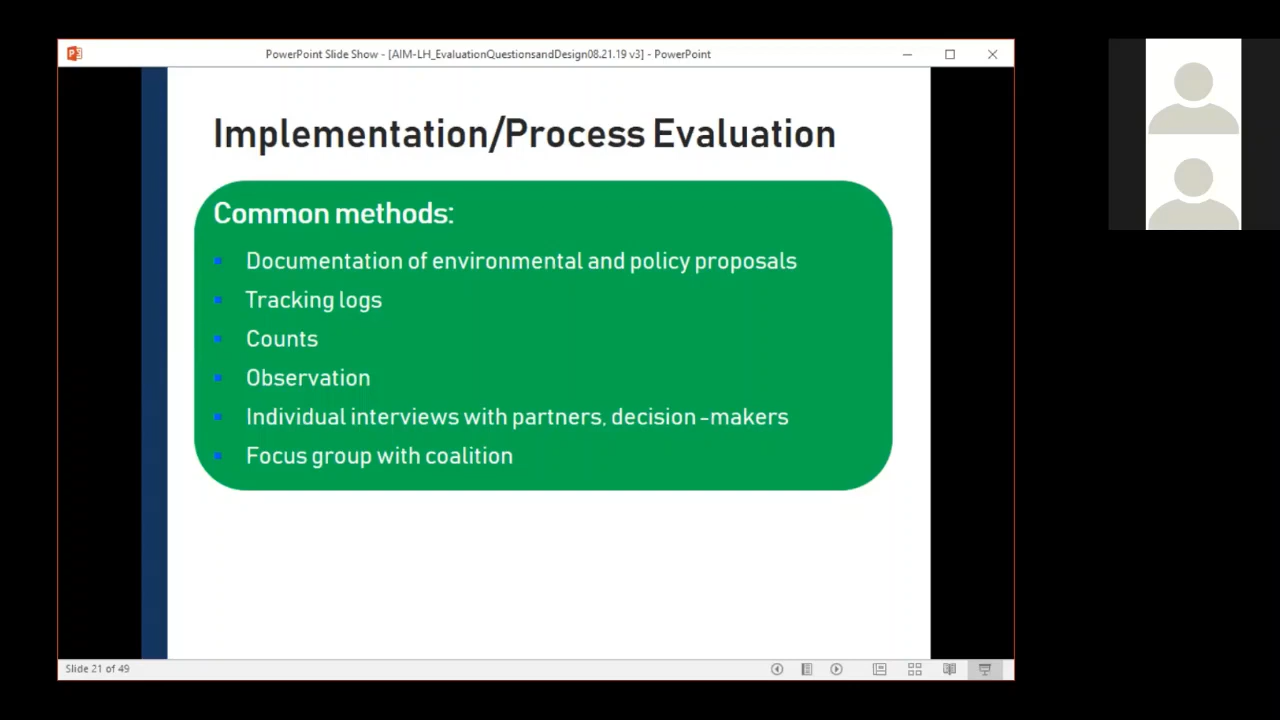 PowerPoint Slide Show - [AIM-LH_EvaluationQuestionsandDesign08.21.19 v3] - PowerPoint
Implementation/Process Evaluation
Common methods:
Documentation of environmental and policy proposals
Tracking logs
Counts
Observation
Individual interviews with partners, decision -makers
Focus group with coalition
Slide 21 of 49